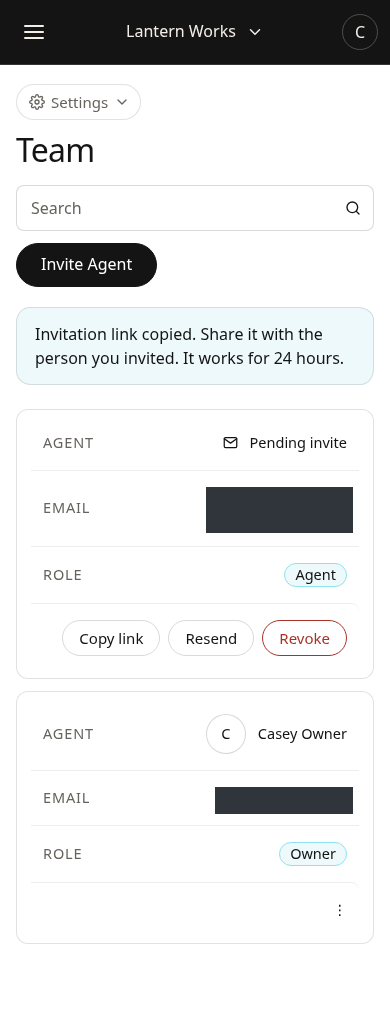 Lantern Works
C
Settings
Team
Search
Invite Agent
Invitation link copied. Share it with the
person you invited. It works for 24 hours.
AGENT
Pending invite
EMAIL
ROLE
Agent
Copy link
Resend
Revoke
AGENT
C
Casey Owner
EMAIL
ROLE
Owner